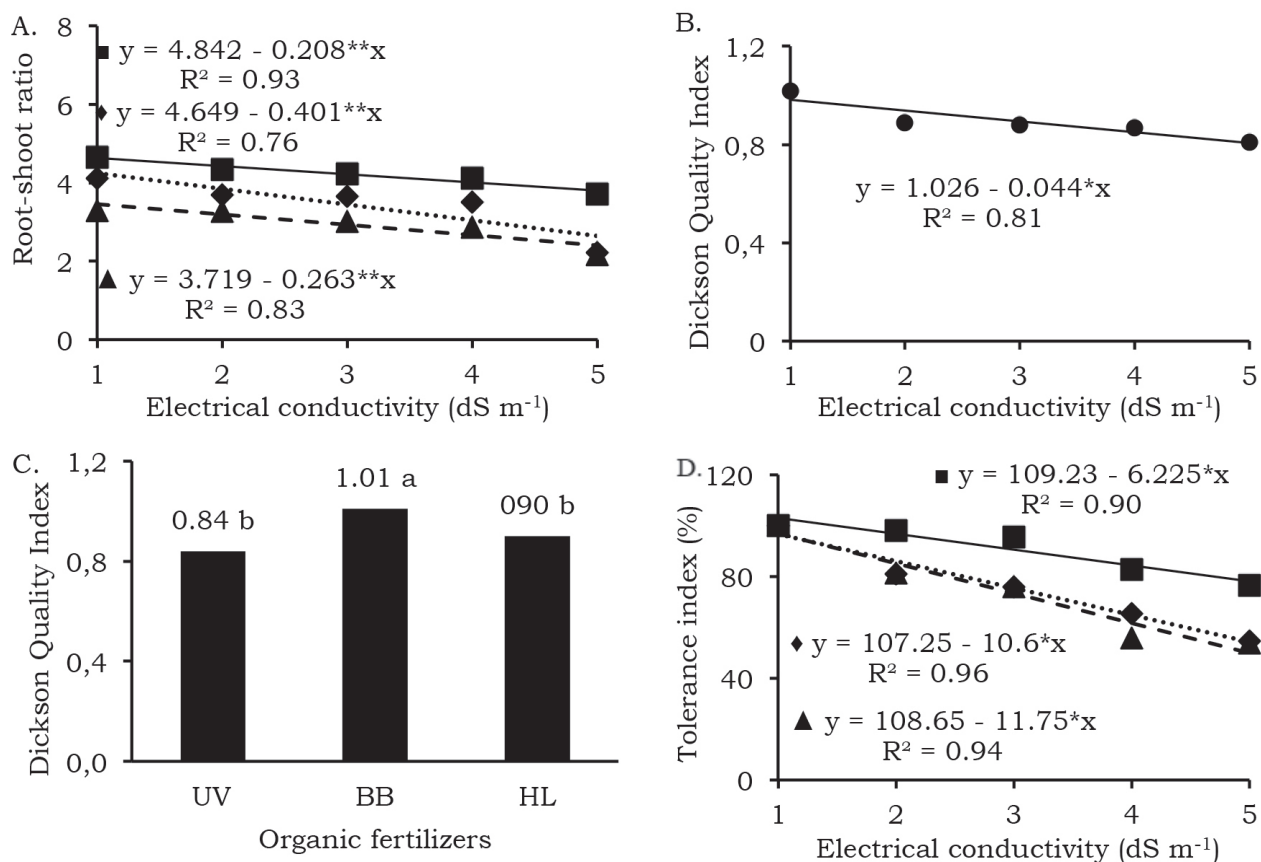 A.
Root-shoot ratio
8
6
4
2
0
■ y = 4.842 - 0.208**x
R² = 0.93
♦ y = 4.649 - 0.401**x
R² = 0.76
▲ y = 3.719 - 0.263**x
R² = 0.83
1 2 3 4 5
Electrical conductivity (dS m⁻¹)
B.
Dickson Quality Index
1,2
0,8
0,4
0
y = 1.026 - 0.044*x
R² = 0.81
1 2 3 4 5
Electrical conductivity (dS m⁻¹)
C.
Dickson Quality Index
1,2
0,8
0,4
0,0
0.84 b
1.01 a
090 b
UV BB HL
Organic fertilizers
D.
Tolerance index (%)
120
80
40
0
■ y = 109.23 - 6.225*x
R² = 0.90
♦ y = 107.25 - 10.6*x
R² = 0.96
▲ y = 108.65 - 11.75*x
R² = 0.94
1 2 3 4 5
Electrical conductivity (dS m⁻¹)